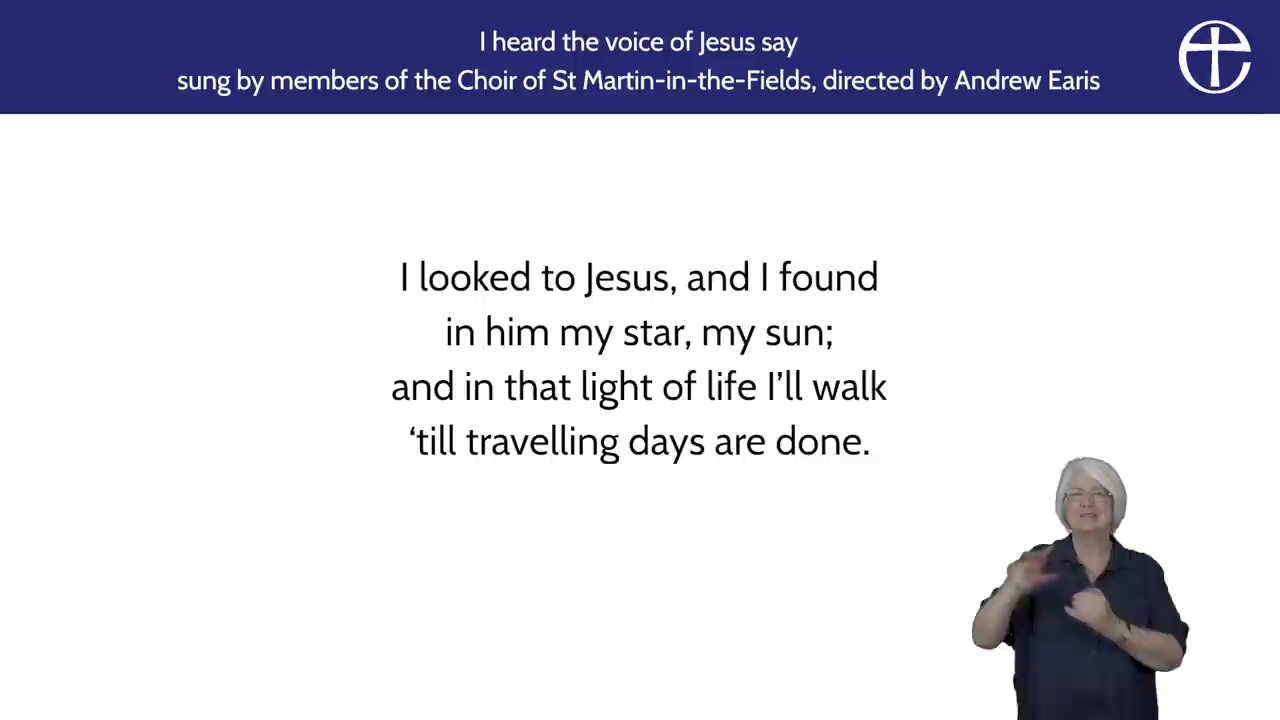 I heard the voice of Jesus say
sung by members of the Choir of St Martin-in-the-Fields, directed by Andrew Earis
I looked to Jesus, and I found
in him my star, my sun;
and in that light of life I’ll walk
‘till travelling days are done.